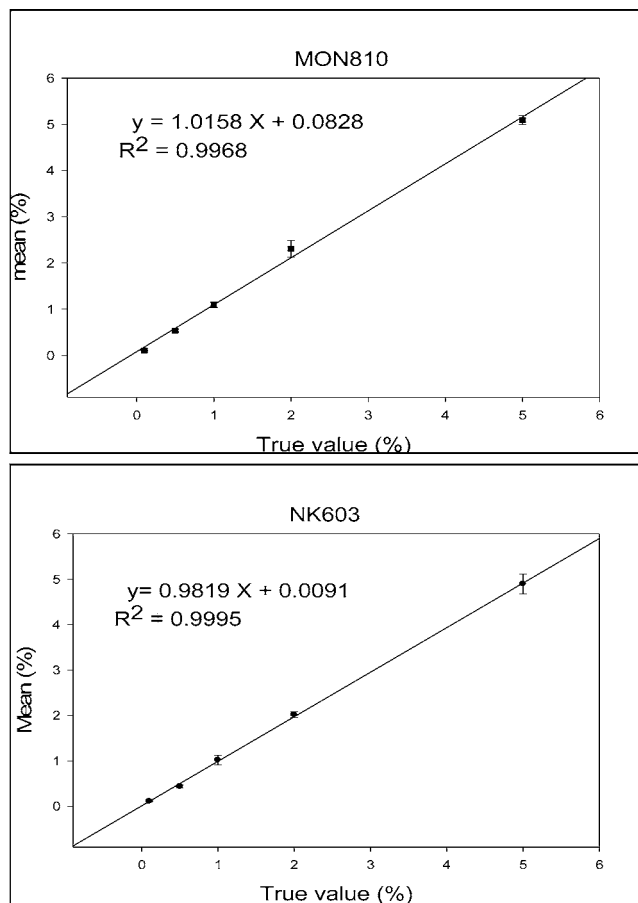 MON810
6
y = 1.0158 X + 0.0828
R² = 0.9968
5
4
3
2
1
0
mean (%)
0 1 2 3 4 5 6
True value (%)
NK603
6
y= 0.9819 X + 0.0091
R² = 0.9995
5
4
3
2
1
0
Mean (%)
0 1 2 3 4 5 6
True value (%)